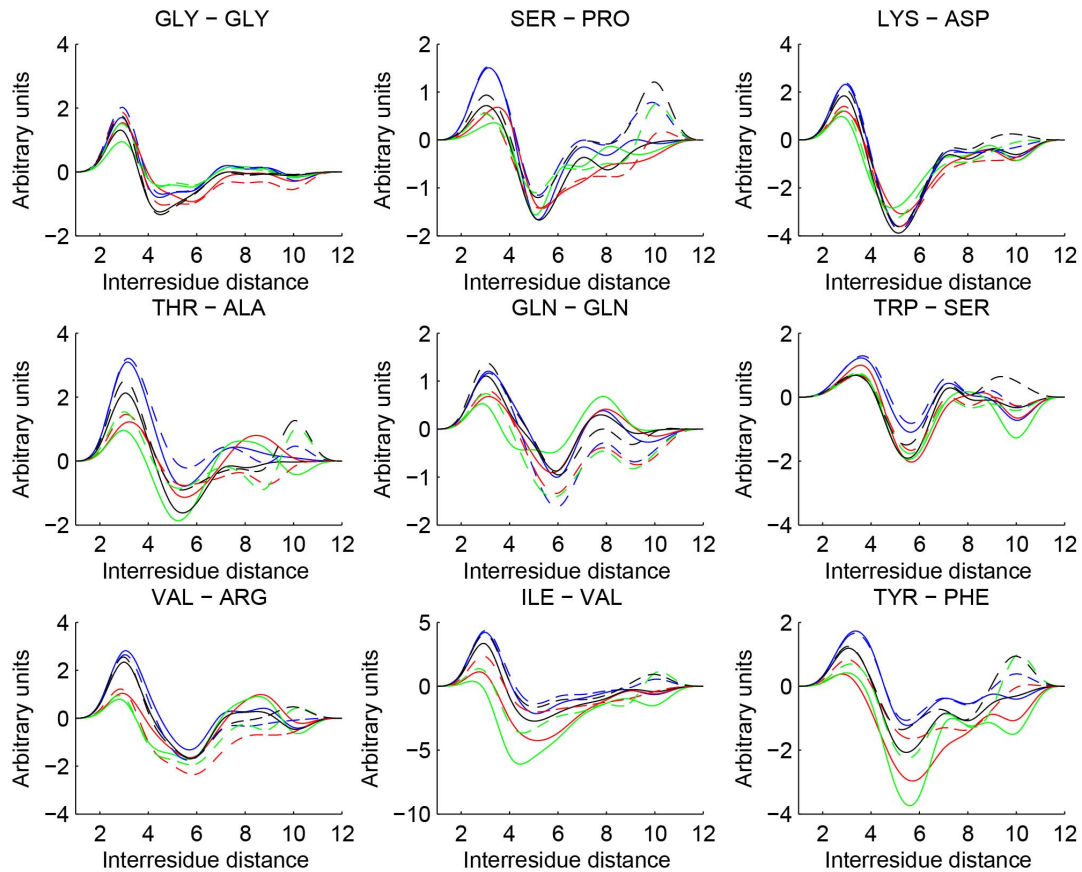 GLY − GLY
SER − PRO
LYS − ASP
Arbitrary units
4
2
0
−2
2 4 6 8 10 12
Interresidue distance
Arbitrary units
2
1
0
−1
−2
2 4 6 8 10 12
Interresidue distance
Arbitrary units
4
2
0
−2
−4
2 4 6 8 10 12
Interresidue distance
THR − ALA
GLN − GLN
TRP − SER
Arbitrary units
4
2
0
−2
2 4 6 8 10 12
Interresidue distance
Arbitrary units
2
1
0
−1
−2
2 4 6 8 10 12
Interresidue distance
Arbitrary units
4
2
0
−2
−4
2 4 6 8 10 12
Interresidue distance
VAL − ARG
ILE − VAL
TYR − PHE
Arbitrary units
4
2
0
−2
−4
2 4 6 8 10 12
Interresidue distance
Arbitrary units
5
0
−5
−10
2 4 6 8 10 12
Interresidue distance
Arbitrary units
2
0
−2
−4
2 4 6 8 10 12
Interresidue distance